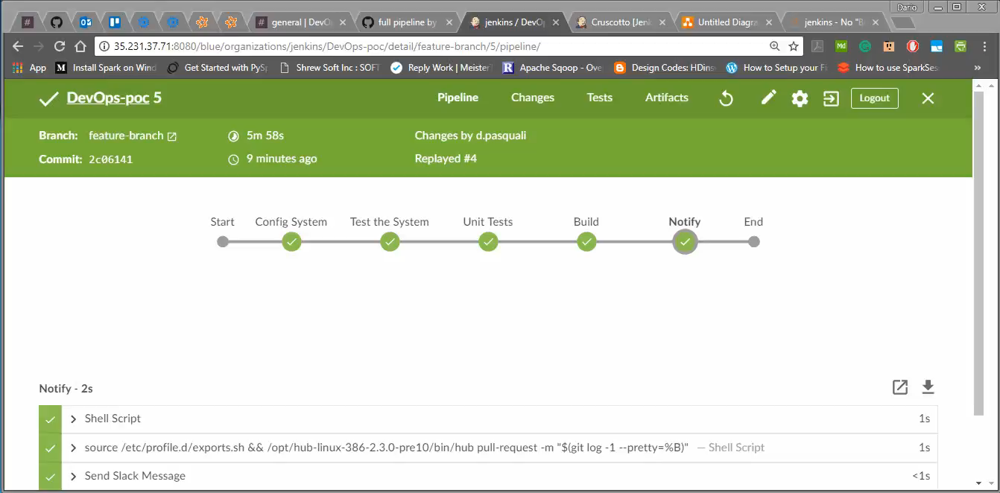 Dario
general | DevO
full pipeline by
jenkins / DevOp
Cruscotto [Jenk
Untitled Diagra
jenkins - No "B
35.231.37.71:8080/blue/organizations/jenkins/DevOps-poc/detail/feature-branch/5/pipeline/
App Install Spark on Wind Get Started with PySp Shrew Soft Inc : SOFT Reply Work | Meister Apache Sqoop - Ove Design Codes: HDins How to Setup your Fi How to use SparkSes »
DevOps-poc 5 Pipeline Changes Tests Artifacts Logout
Branch: feature-branch 5m 58s Changes by d.pasquali
Commit: 2c06141 9 minutes ago Replayed #4
Start Config System Test the System Unit Tests Build Notify End
Notify - 2s
Shell Script 1s
source /etc/profile.d/exports.sh && /opt/hub-linux-386-2.3.0-pre10/bin/hub pull-request -m "$(git log -1 --pretty=%B)" — Shell Script 1s
Send Slack Message <1s